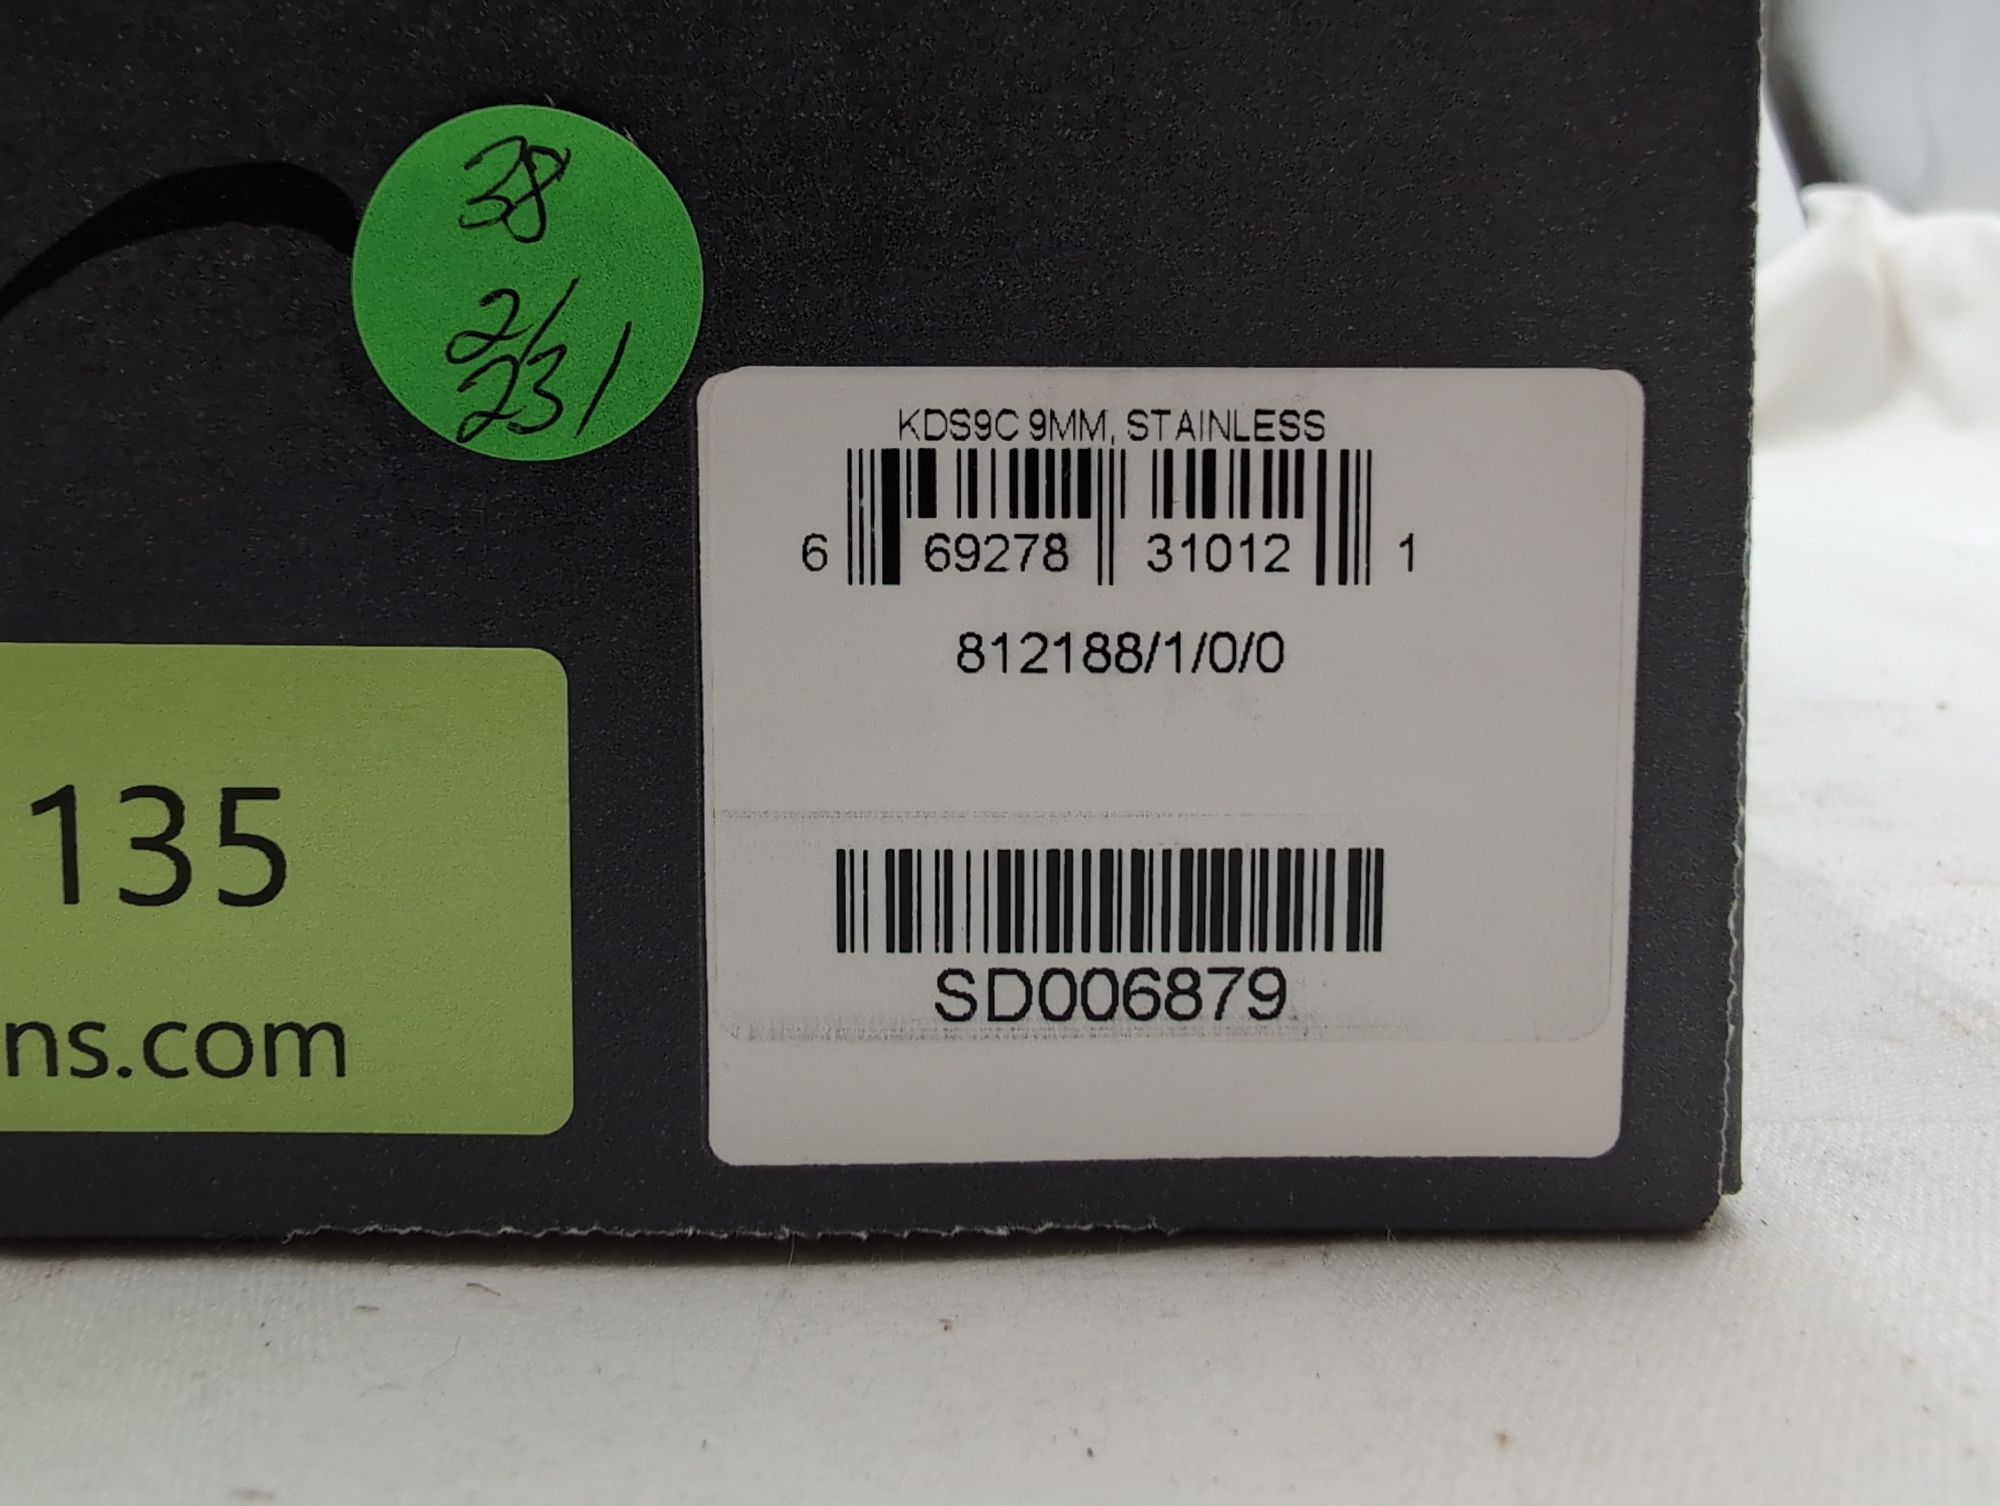 38
2/
231
KDS9C 9MM, STAINLESS
6 69278 31012 1
812188/1/0/0
SD006879
135
ns.com